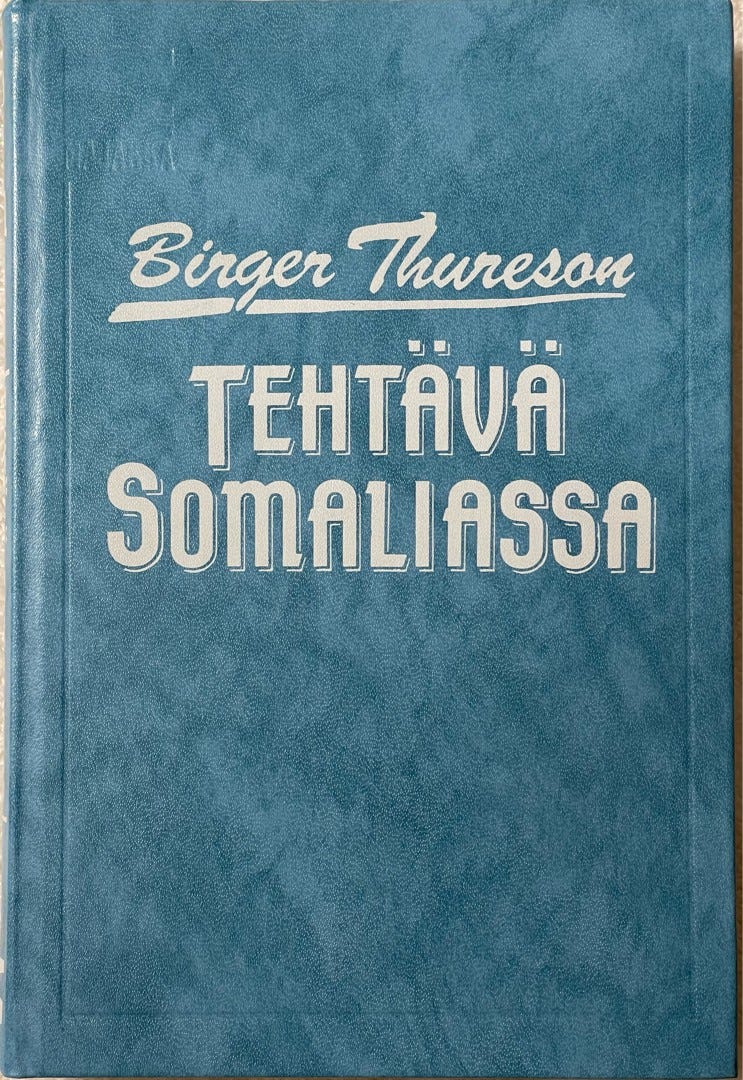 Birger Thureson
TEHTÄVÄ
SOMALIASSA